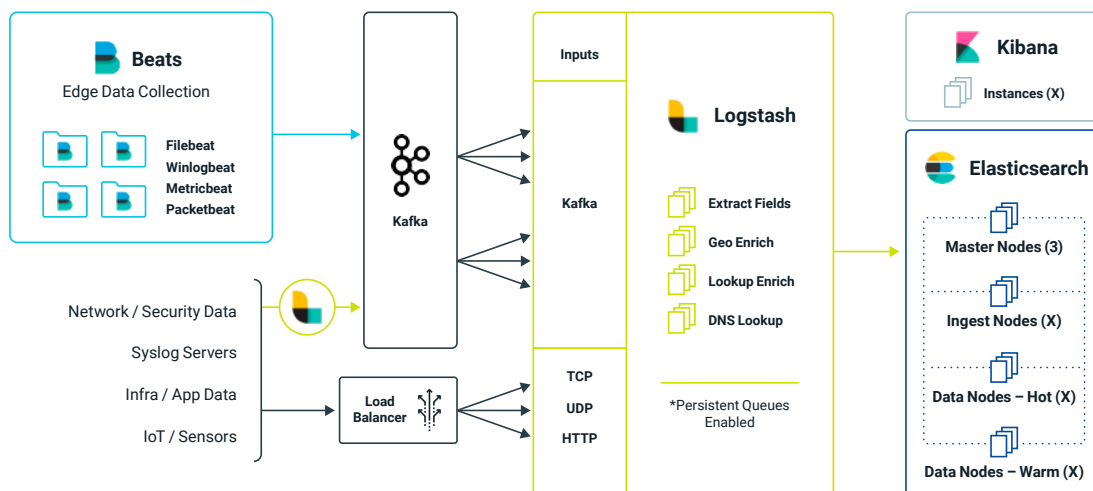 Beats
Edge Data Collection
Filebeat
Winlogbeat
Metricbeat
Packetbeat
Network / Security Data
Syslog Servers
Infra / App Data
IoT / Sensors
Kafka
Load
Balancer
Inputs
Kafka
TCP
UDP
HTTP
Logstash
Extract Fields
Geo Enrich
Lookup Enrich
DNS Lookup
*Persistent Queues
Enabled
Kibana
Instances (X)
Elasticsearch
Master Nodes (3)
Ingest Nodes (X)
Data Nodes – Hot (X)
Data Nodes – Warm (X)